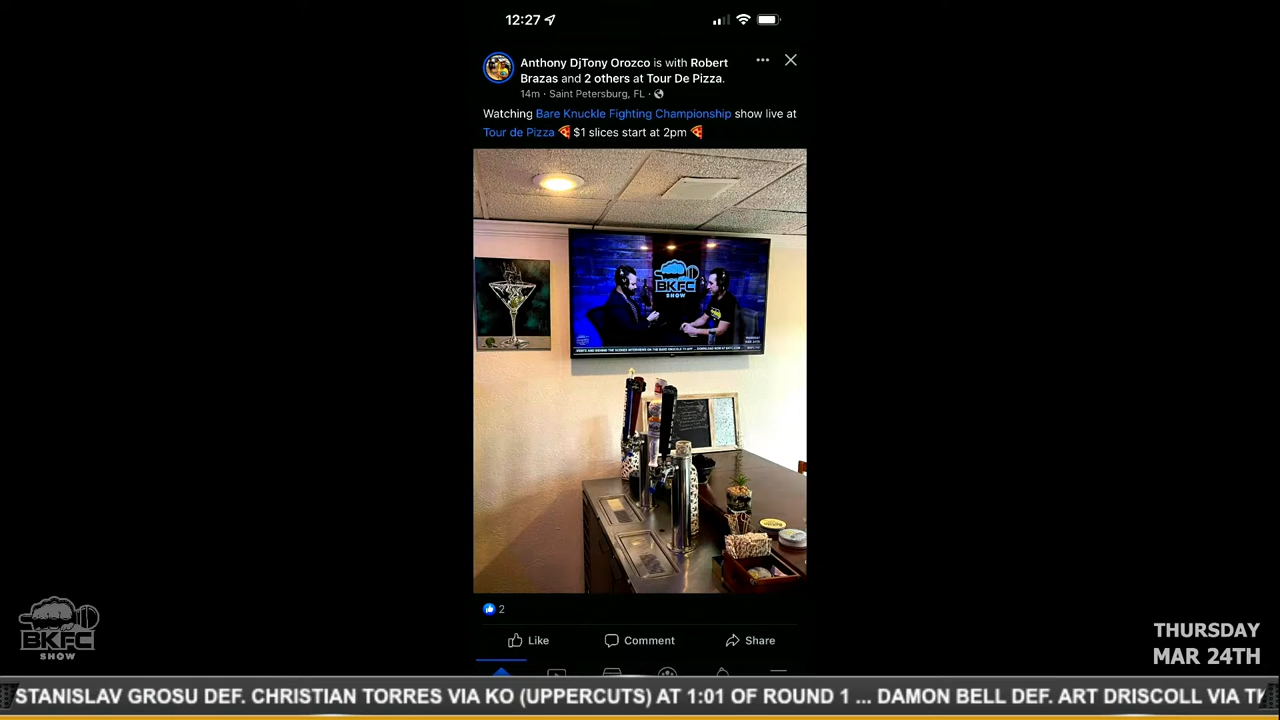 12:27
Anthony DjTony Orozco is with Robert
Brazas and 2 others at Tour De Pizza.
14m · Saint Petersburg, FL ·
Watching Bare Knuckle Fighting Championship show live at
Tour de Pizza 🍕 $1 slices start at 2pm 🍕
BKFC
SHOW
2
Like
Comment
Share
BKFC
SHOW
THURSDAY
MAR 24TH
STANISLAV GROSU DEF. CHRISTIAN TORRES VIA KO (UPPERCUTS) AT 1:01 OF ROUND 1 ... DAMON BELL DEF. ART DRISCOLL VIA